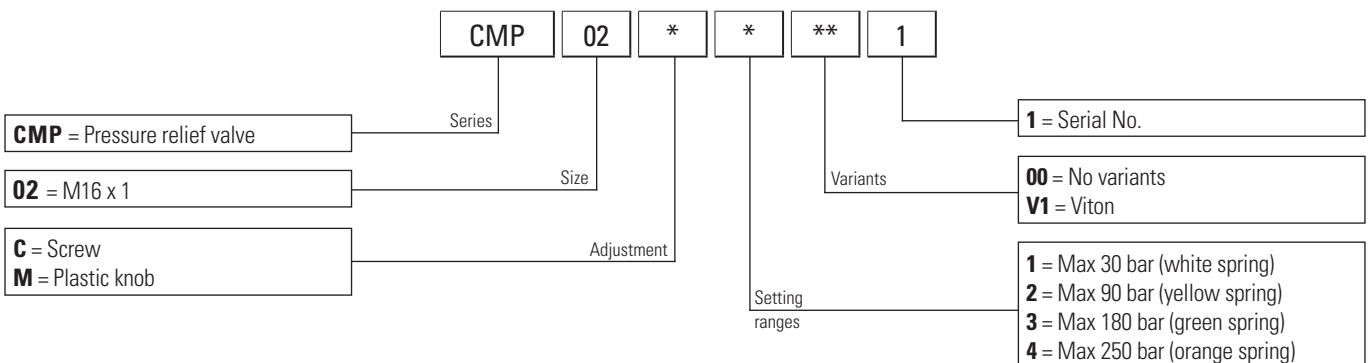 CMP 02 * * ** 1
Series
CMP = Pressure relief valve
Size
02 = M16 x 1
Adjustment
C = Screw
M = Plastic knob
1 = Serial No.
Variants
00 = No variants
V1 = Viton
Setting
ranges
1 = Max 30 bar (white spring)
2 = Max 90 bar (yellow spring)
3 = Max 180 bar (green spring)
4 = Max 250 bar (orange spring)